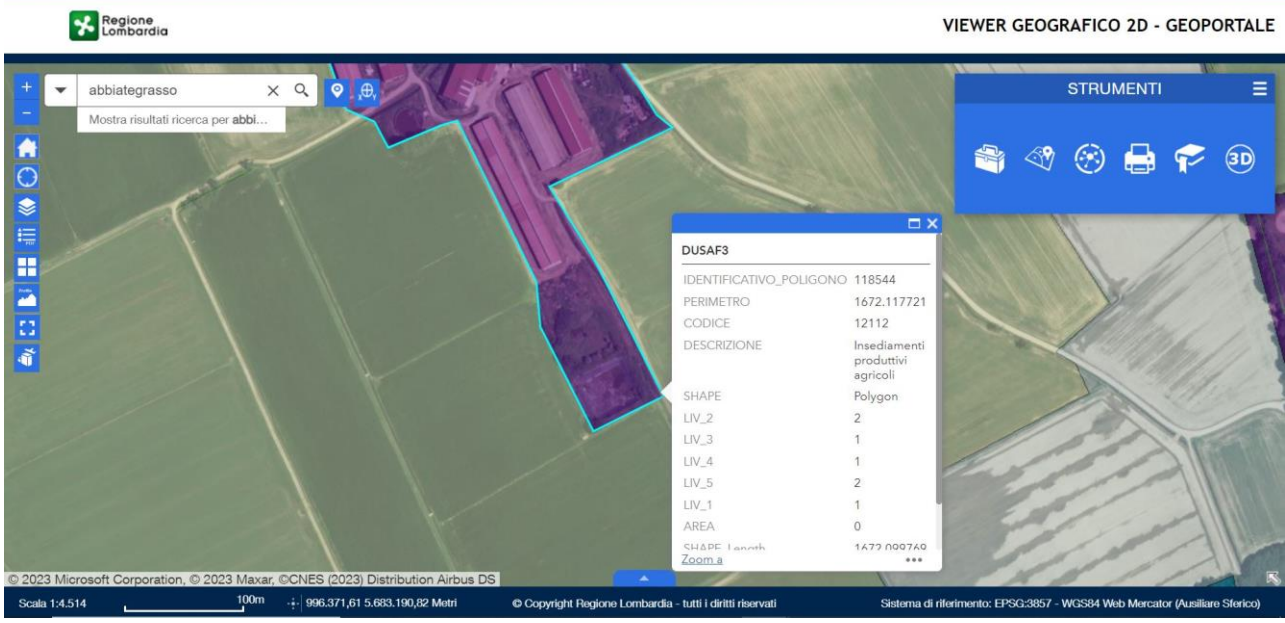 Regione
Lombardia
VIEWER GEOGRAFICO 2D - GEOPORTALE
+
abbiategrasso
Mostra risultati ricerca per abbi...
STRUMENTI
3D
DUSAF3
IDENTIFICATIVO_POLIGONO 118544
PERIMETRO 1672.117721
CODICE 12112
DESCRIZIONE Insediamenti
produttivi
agricoli
SHAPE Polygon
LIV_2 2
LIV_3 1
LIV_4 1
LIV_5 2
LIV_1 1
AREA 0
SHAPE_Length 1672.099769
Zoom a
© 2023 Microsoft Corporation, © 2023 Maxar, ©CNES (2023) Distribution Airbus DS
Scala 1:4.514 100m 996.371,61 5.683.190,82 Metri © Copyright Regione Lombardia - tutti i diritti riservati Sistema di riferimento: EPSG:3857 - WGS84 Web Mercator (Ausiliare Sferico)